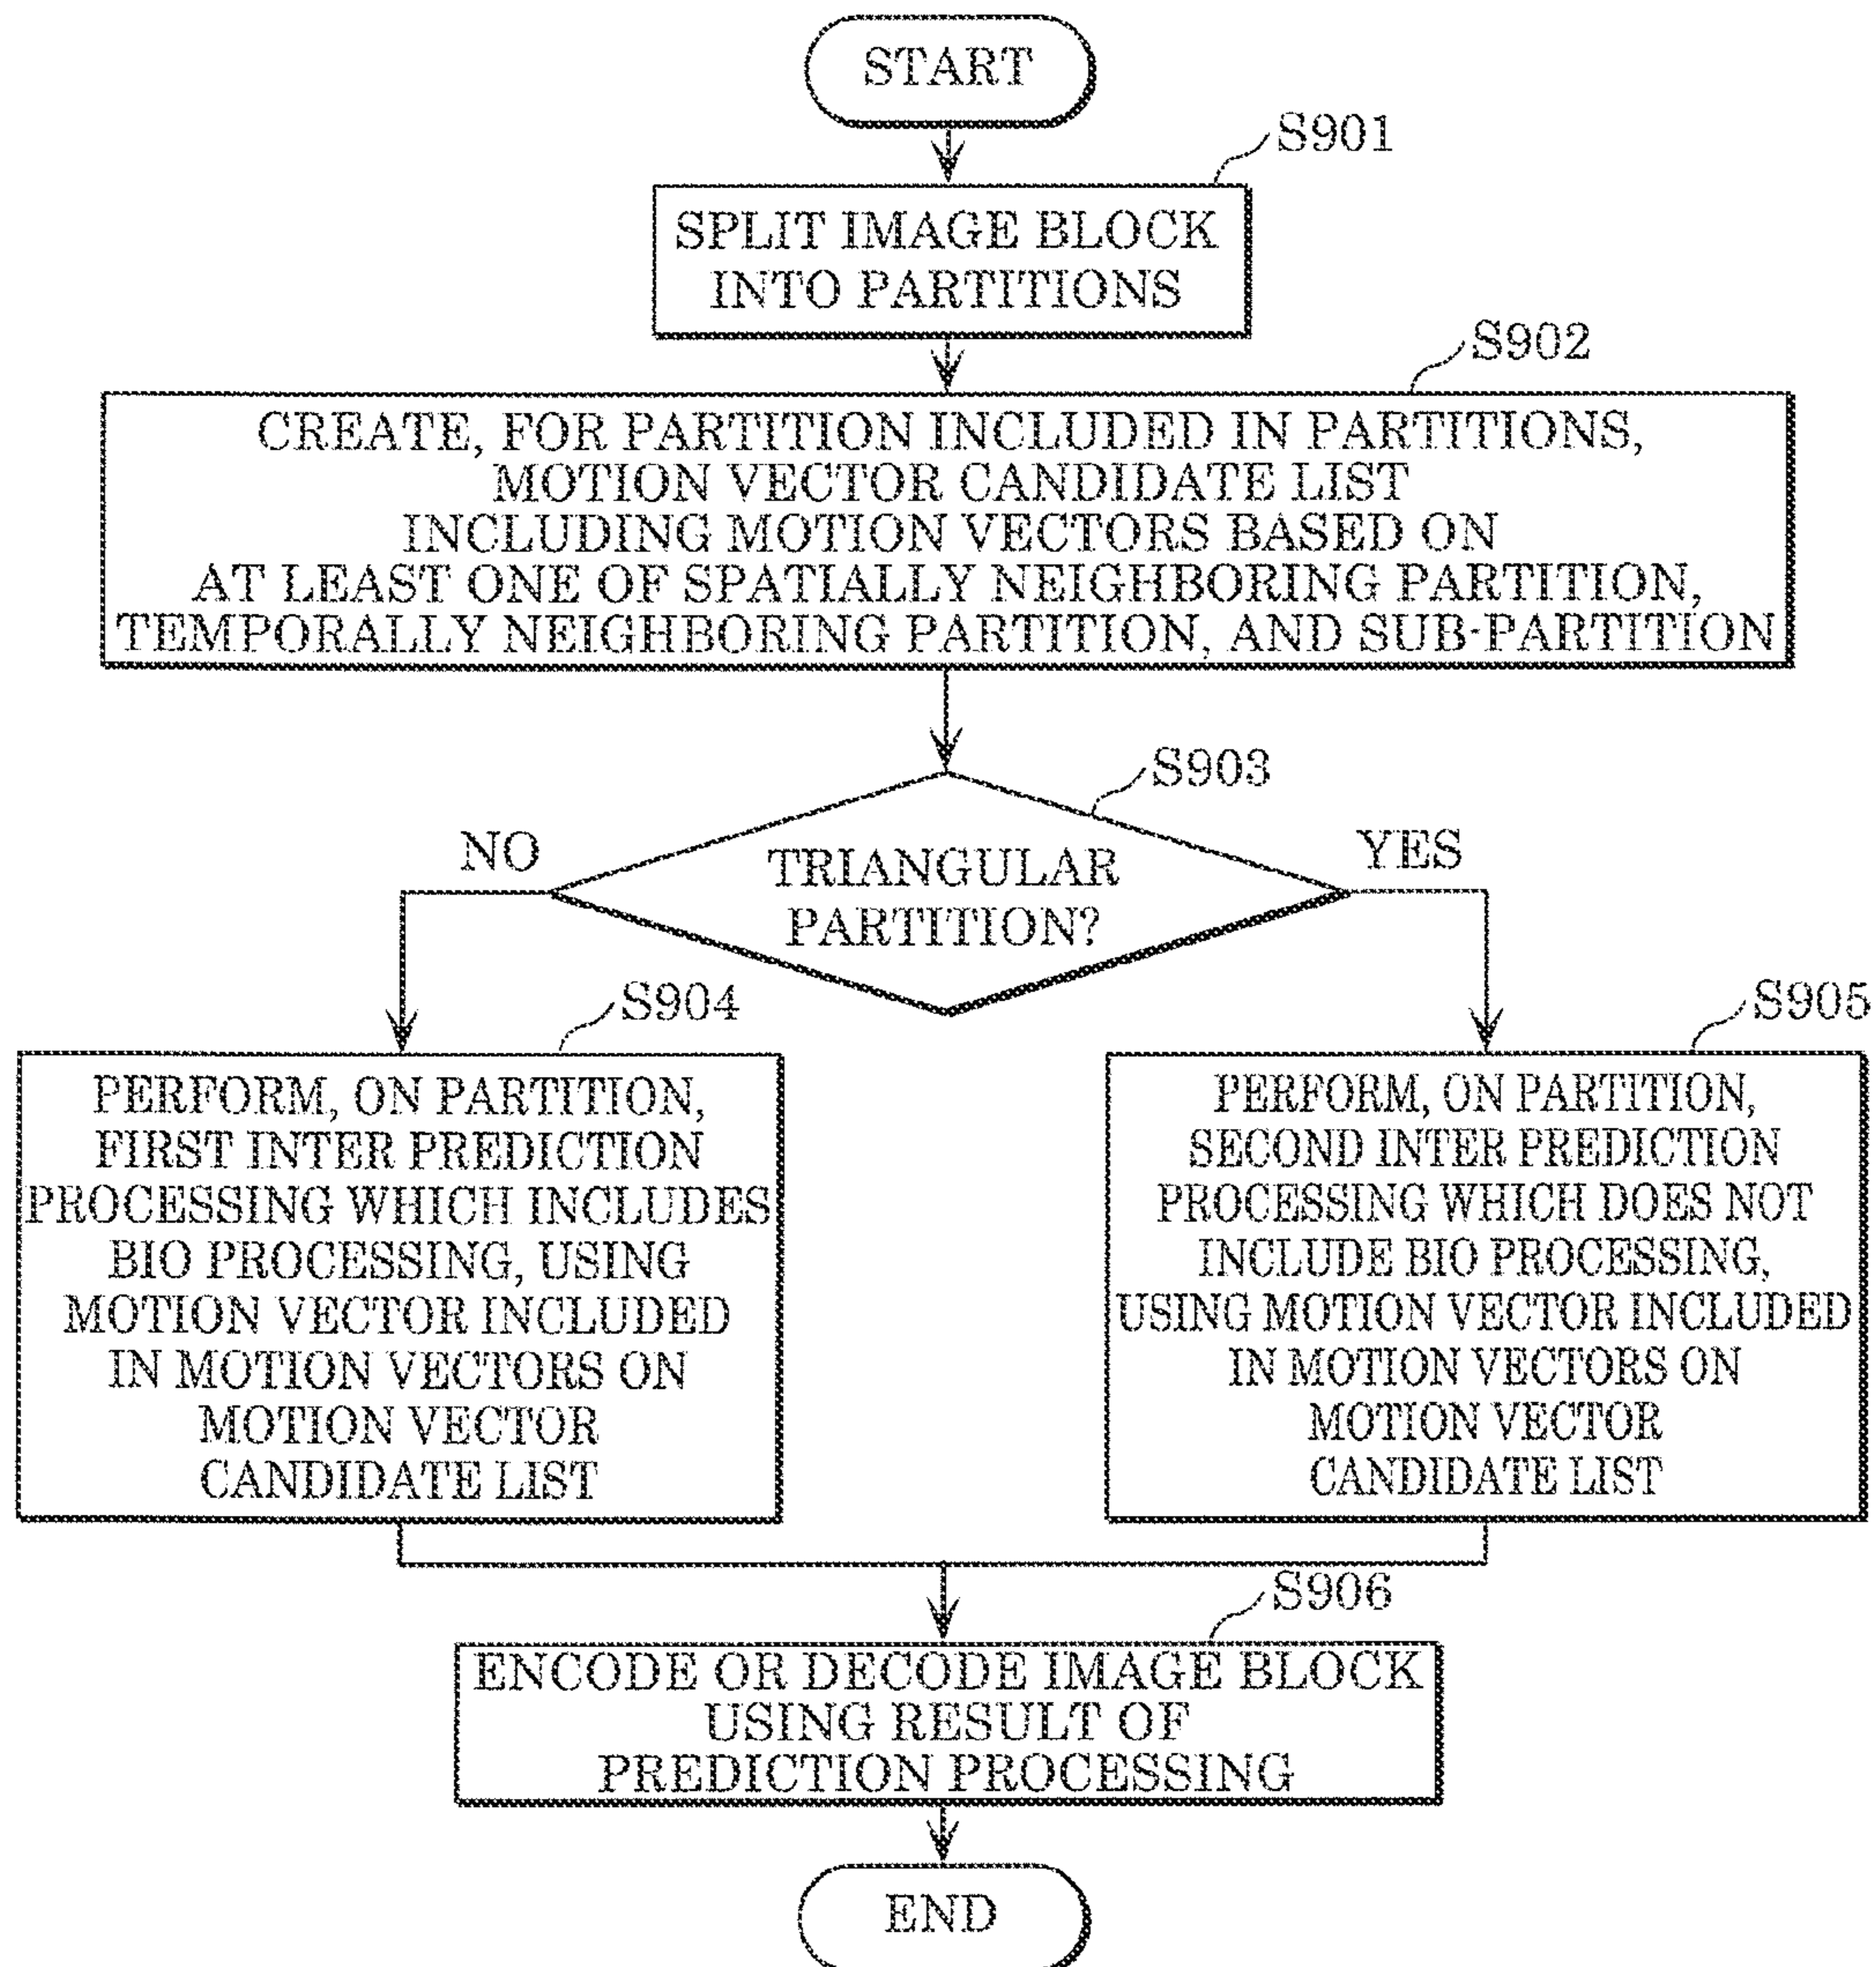 START
S901
SPLIT IMAGE BLOCK
INTO PARTITIONS
S902
CREATE, FOR PARTITION INCLUDED IN PARTITIONS,
MOTION VECTOR CANDIDATE LIST
INCLUDING MOTION VECTORS BASED ON
AT LEAST ONE OF SPATIALLY NEIGHBORING PARTITION,
TEMPORALLY NEIGHBORING PARTITION, AND SUB-PARTITION
S903
NO
TRIANGULAR
PARTITION?
YES
S904
PERFORM, ON PARTITION,
FIRST INTER PREDICTION
PROCESSING WHICH INCLUDES
BIO PROCESSING, USING
MOTION VECTOR INCLUDED
IN MOTION VECTORS ON
MOTION VECTOR
CANDIDATE LIST
S905
PERFORM, ON PARTITION,
SECOND INTER PREDICTION
PROCESSING WHICH DOES NOT
INCLUDE BIO PROCESSING,
USING MOTION VECTOR INCLUDED
IN MOTION VECTORS ON
MOTION VECTOR
CANDIDATE LIST
S906
ENCODE OR DECODE IMAGE BLOCK
USING RESULT OF
PREDICTION PROCESSING
END